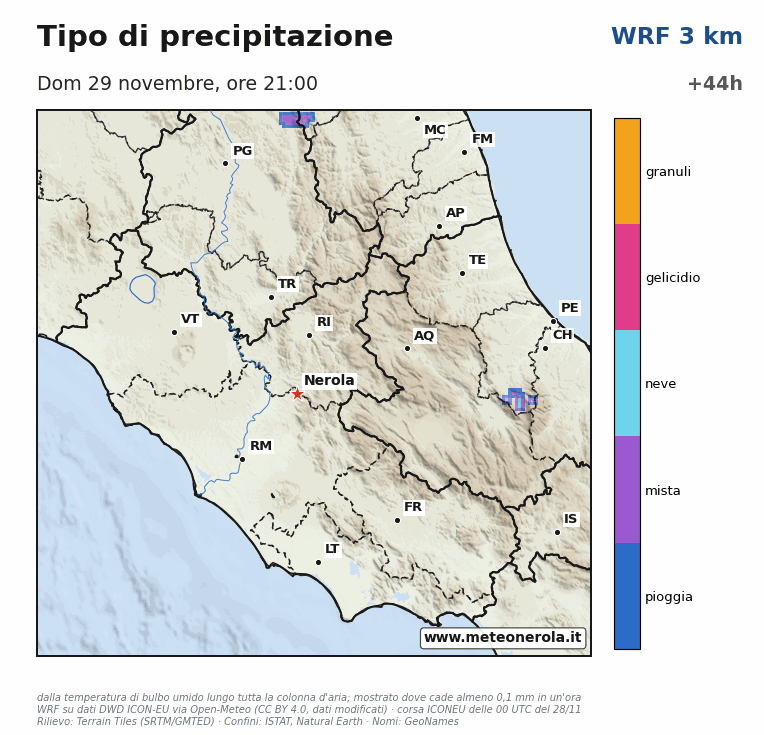 Tipo di precipitazione
WRF 3 km
Dom 29 novembre, ore 21:00
+44h
MC
FM
PG
AP
TE
TR
PE
VT
RI
AQ
CH
Nerola
RM
FR
IS
LT
www.meteonerola.it
granuli
gelicidio
neve
mista
pioggia
dalla temperatura di bulbo umido lungo tutta la colonna d'aria; mostrato dove cade almeno 0,1 mm in un'ora
WRF su dati DWD ICON-EU via Open-Meteo (CC BY 4.0, dati modificati) · corsa ICONEU delle 00 UTC del 28/11
Rilievo: Terrain Tiles (SRTM/GMTED) · Confini: ISTAT, Natural Earth · Nomi: GeoNames